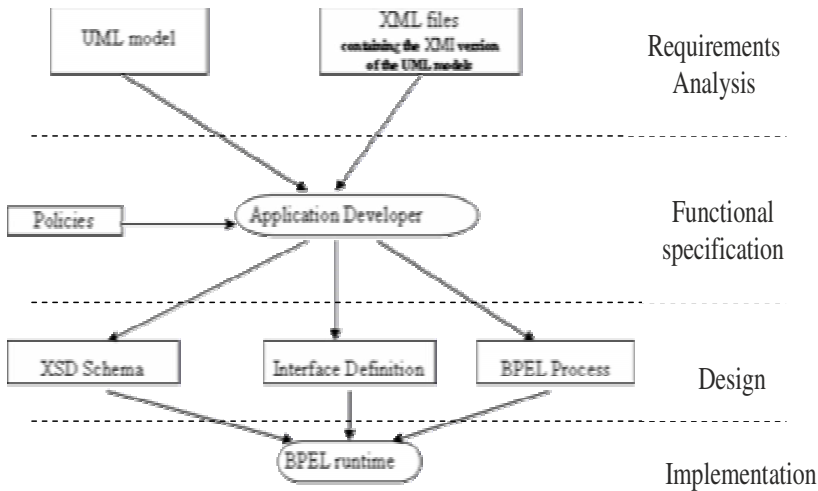 UML model
XML files
containing the XMI version
of the UML models
Requirements
Analysis
Policies
Application Developer
Functional
specification
XSD Schema
Interface Definition
BPEL Process
Design
BPEL runtime
Implementation